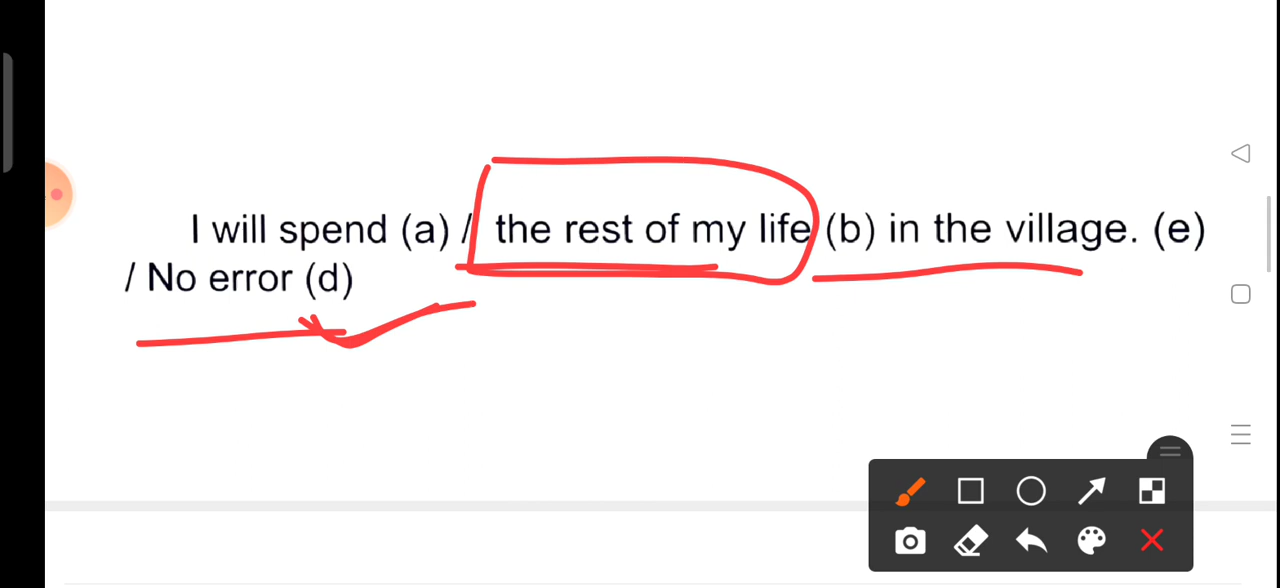 I will spend (a) / the rest of my life (b) in the village. (e)
/ No error (d)